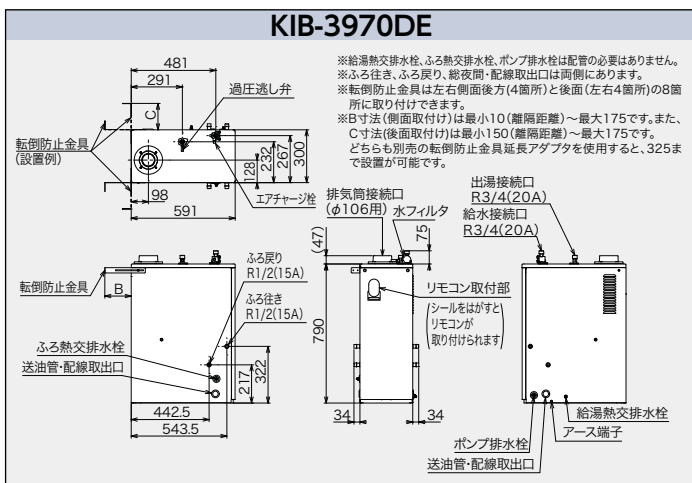 KIB-3970DE
※給湯熱交排水栓、ふろ熱交排水栓、ポンプ排水栓は配管の必要はありません。
※ふろ往き、ふろ戻り、総夜間・配線取出口は両側にあります。
※転倒防止金具は左右側面後方(4箇所)と後面(左右4箇所)の8箇
所に取り付けできます。
※B寸法(側面取付け)は最小10(離隔距離)～最大175です。また、
C寸法(後面取付け)は最小150(離隔距離)～最大175です。
どちらも別売の転倒防止金具延長アダプタを使用すると、325ま
で設置が可能です。
481
291
過圧逃し弁
C
転倒防止金具
(設置例)
128
232
267
300
98
エアチャージ栓
591
排気筒接続口
(φ106用)
水フィルタ
出湯接続口
R3/4(20A)
給水接続口
R3/4(20A)
(47)
75
ふろ戻り
R1/2(15A)
転倒防止金具
B
ふろ往き
R1/2(15A)
リモコン取付部
(シールをはがすと
リモコンが
取り付けられます)
790
ふろ熱交排水栓
送油管・配線取出口
217
322
442.5
543.5
34
34
給湯熱交排水栓
アース端子
ポンプ排水栓
送油管・配線取出口